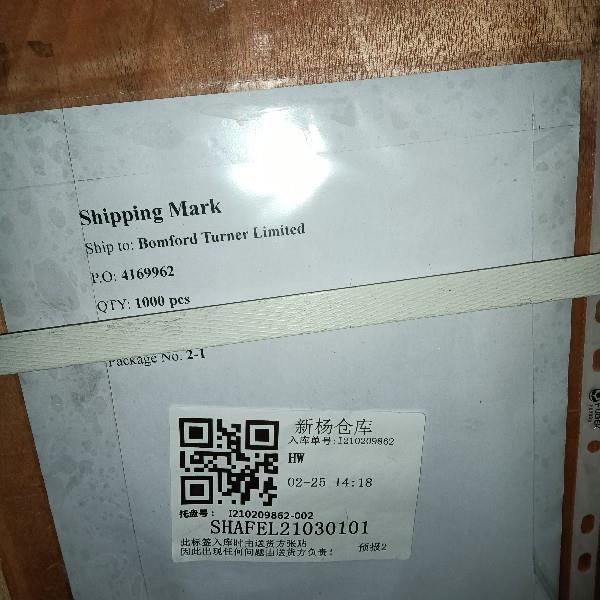 Shipping Mark
Ship to: Bomford Turner Limited
P.O: 4169962
QTY: 1000 pcs
Package No. 2-1
新杨仓库
入库单号:I210209862
HW
02-25 14:18
托盘号: I210209862-002
SHAFEL21030101
此标签入库时由送货方张贴
因此出现任何问题由送货方负责! 预报2